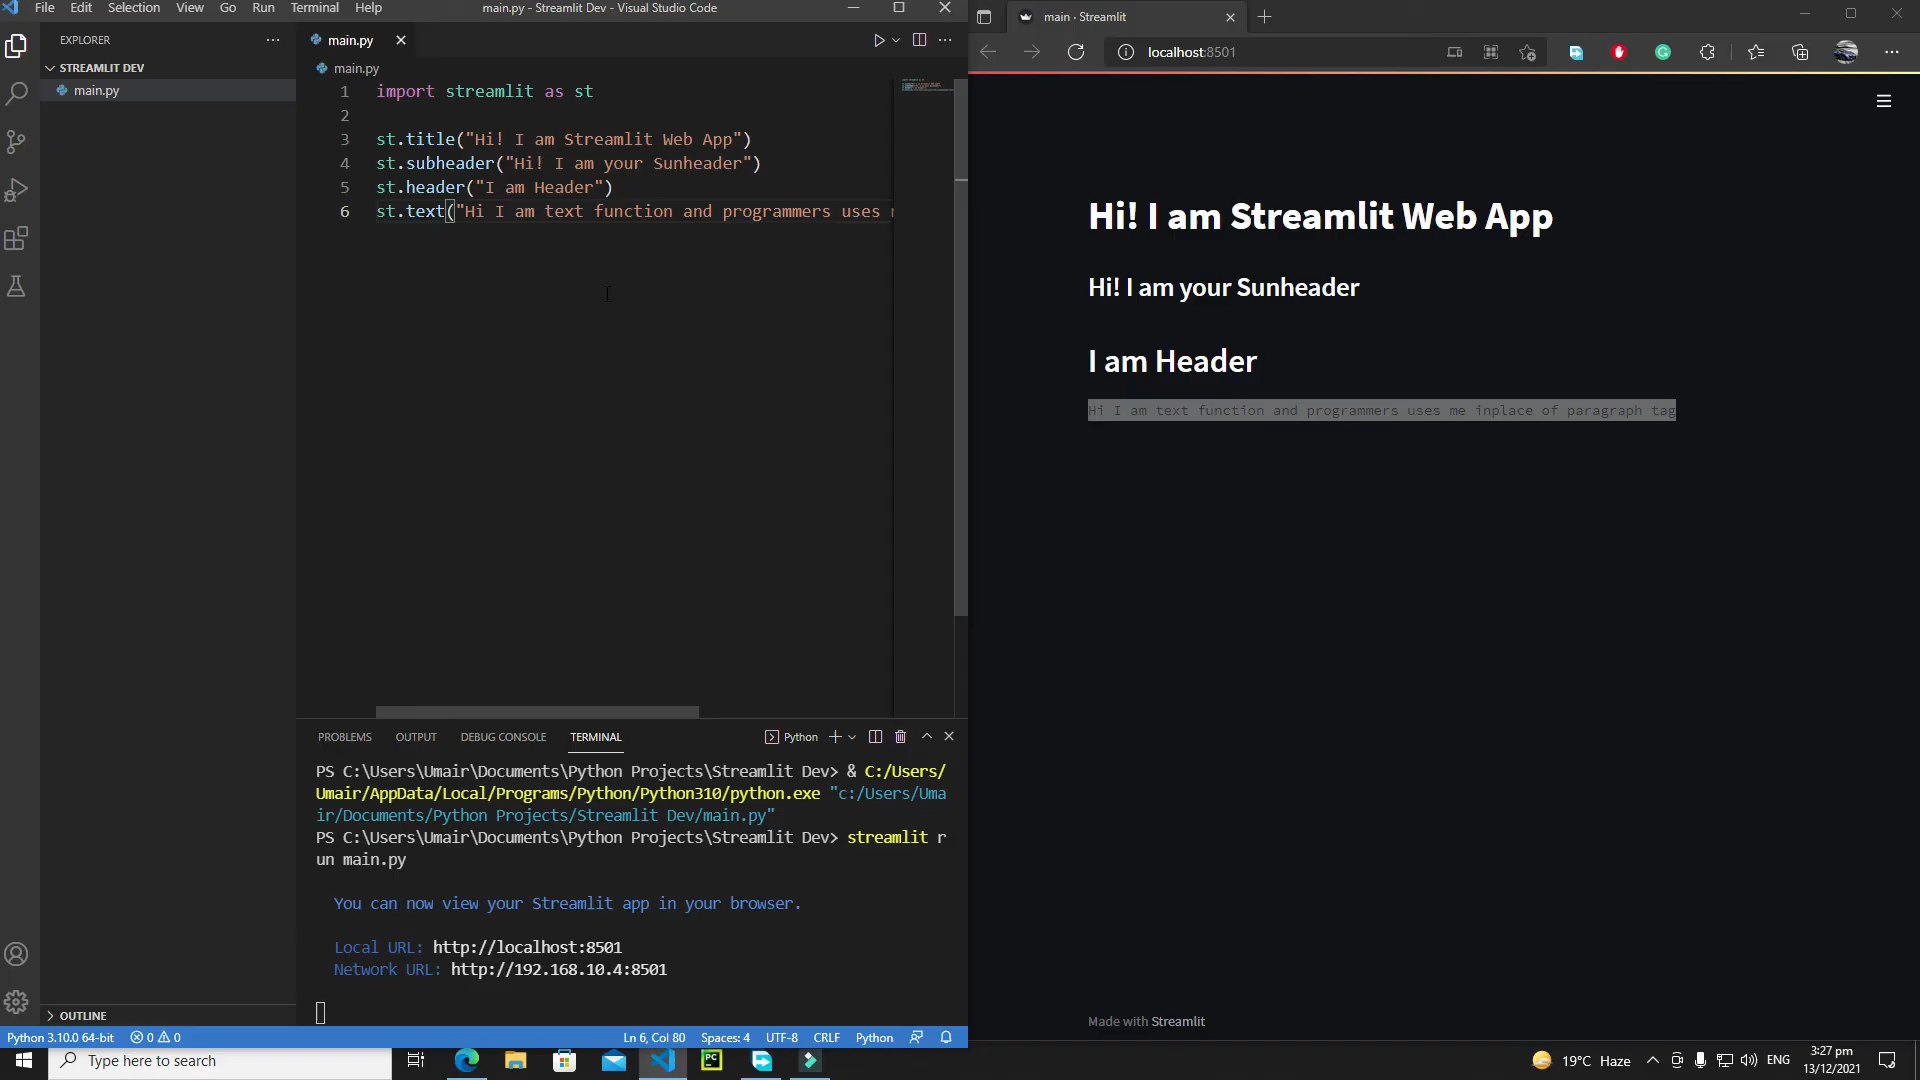 File Edit Selection View Go Run Terminal Help
main.py - Streamlit Dev - Visual Studio Code
EXPLORER
STREAMLIT DEV
main.py
main.py
main.py
1 import streamlit as st
2
3 st.title("Hi! I am Streamlit Web App")
4 st.subheader("Hi! I am your Sunheader")
5 st.header("I am Header")
6 st.text("Hi I am text function and programmers uses
PROBLEMS OUTPUT DEBUG CONSOLE TERMINAL
Python
PS C:\Users\Umair\Documents\Python Projects\Streamlit Dev> & C:/Users/
Umair/AppData/Local/Programs/Python/Python310/python.exe "c:/Users/Uma
ir/Documents/Python Projects/Streamlit Dev/main.py"
PS C:\Users\Umair\Documents\Python Projects\Streamlit Dev> streamlit r
un main.py
You can now view your Streamlit app in your browser.
Local URL: http://localhost:8501
Network URL: http://192.168.10.4:8501
OUTLINE
Python 3.10.0 64-bit 0 0
Ln 6, Col 80 Spaces: 4 UTF-8 CRLF Python
main · Streamlit
localhost:8501
Hi! I am Streamlit Web App
Hi! I am your Sunheader
I am Header
Hi I am text function and programmers uses me inplace of paragraph tag
Made with Streamlit
Type here to search
PC
19°C Haze
ENG
3:27 pm
13/12/2021